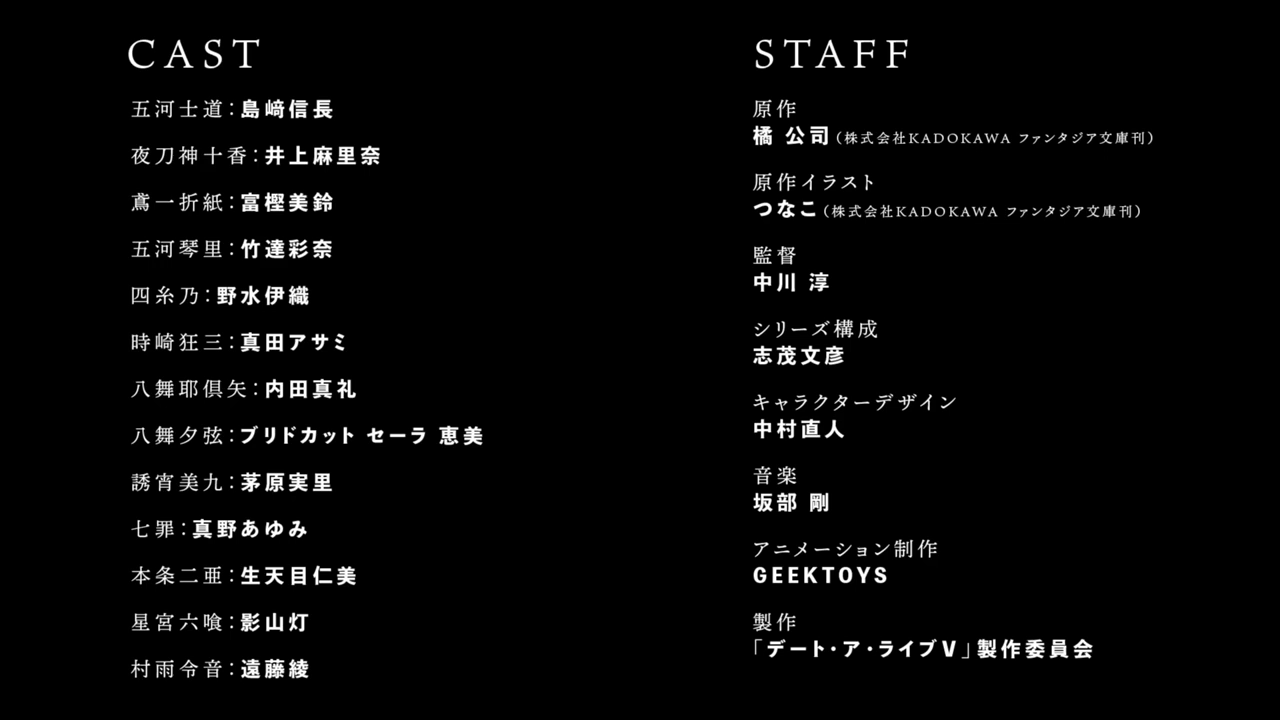 CAST
五河士道：島﨑信長
夜刀神十香：井上麻里奈
鳶一折紙：富樫美鈴
五河琴里：竹達彩奈
四糸乃：野水伊織
時崎狂三：真田アサミ
八舞耶倶矢：内田真礼
八舞夕弦：ブリドカット セーラ 恵美
誘宵美九：茅原実里
七罪：真野あゆみ
本条二亜：生天目仁美
星宮六喰：影山灯
村雨令音：遠藤綾
STAFF
原作
橘 公司（株式会社KADOKAWA ファンタジア文庫刊）
原作イラスト
つなこ（株式会社KADOKAWA ファンタジア文庫刊）
監督
中川 淳
シリーズ構成
志茂文彦
キャラクターデザイン
中村直人
音楽
坂部 剛
アニメーション制作
GEEKTOYS
製作
「デート・ア・ライブV」製作委員会